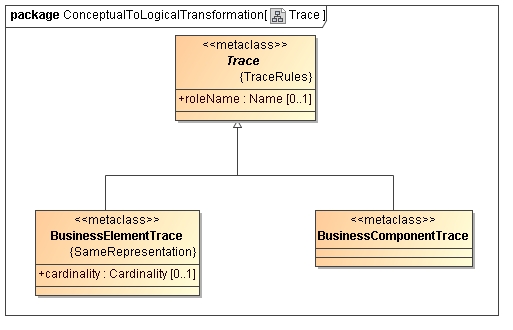 package ConceptualToLogicalTransformation[ Trace ]
<<metaclass>>
Trace
{TraceRules}
+roleName : Name [0..1]
<<metaclass>>
BusinessElementTrace
{SameRepresentation}
+cardinality : Cardinality [0..1]
<<metaclass>>
BusinessComponentTrace